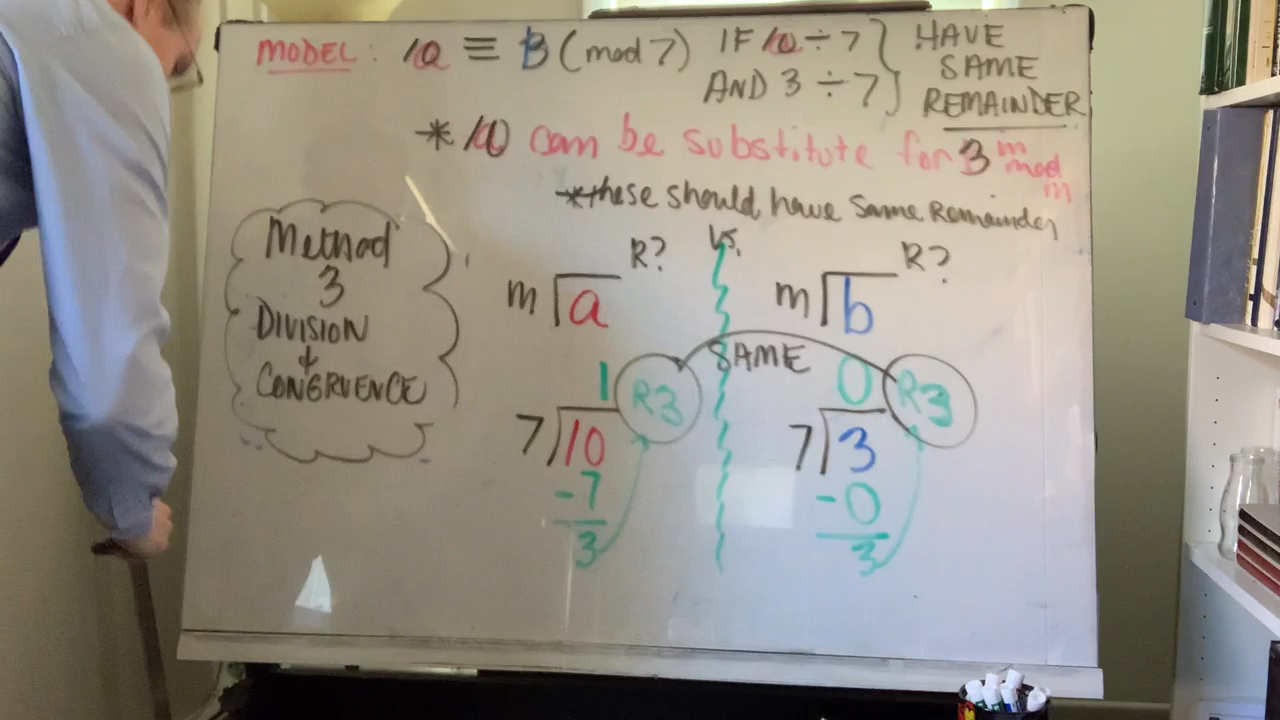 MODEL: 10 ≡ 3 (mod 7) IF 10 ÷ 7 } HAVE
AND 3 ÷ 7 } SAME
REMAINDER
* 10 can be substitute for 3 m
mod
m
*these should have same Remainder
Method
3
DIVISION
&
CONGRUENCE
R? VS. R?
m a m b
SAME
1 R3 0 R3
7 10 7 3
-7 -0
3 3